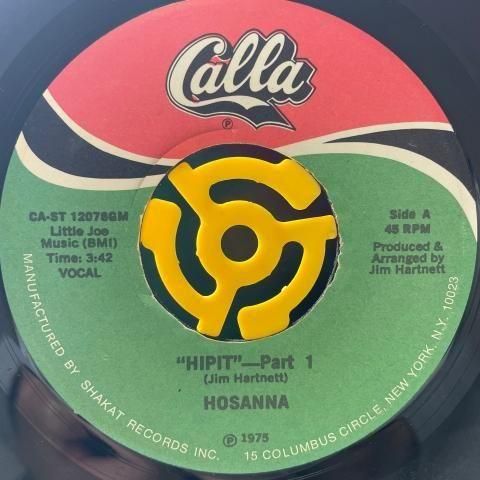 Calla
℗
CA-ST 12078GM
Little Joe
Music (BMI)
Time: 3:42
VOCAL
Side A
45 RPM
Produced &
Arranged by
Jim Hartnett
"HIPIT"—Part 1
(Jim Hartnett)
HOSANNA
℗ 1975
MANUFACTURED BY SHAKAT RECORDS INC. 15 COLUMBUS CIRCLE, NEW YORK, N.Y. 10023